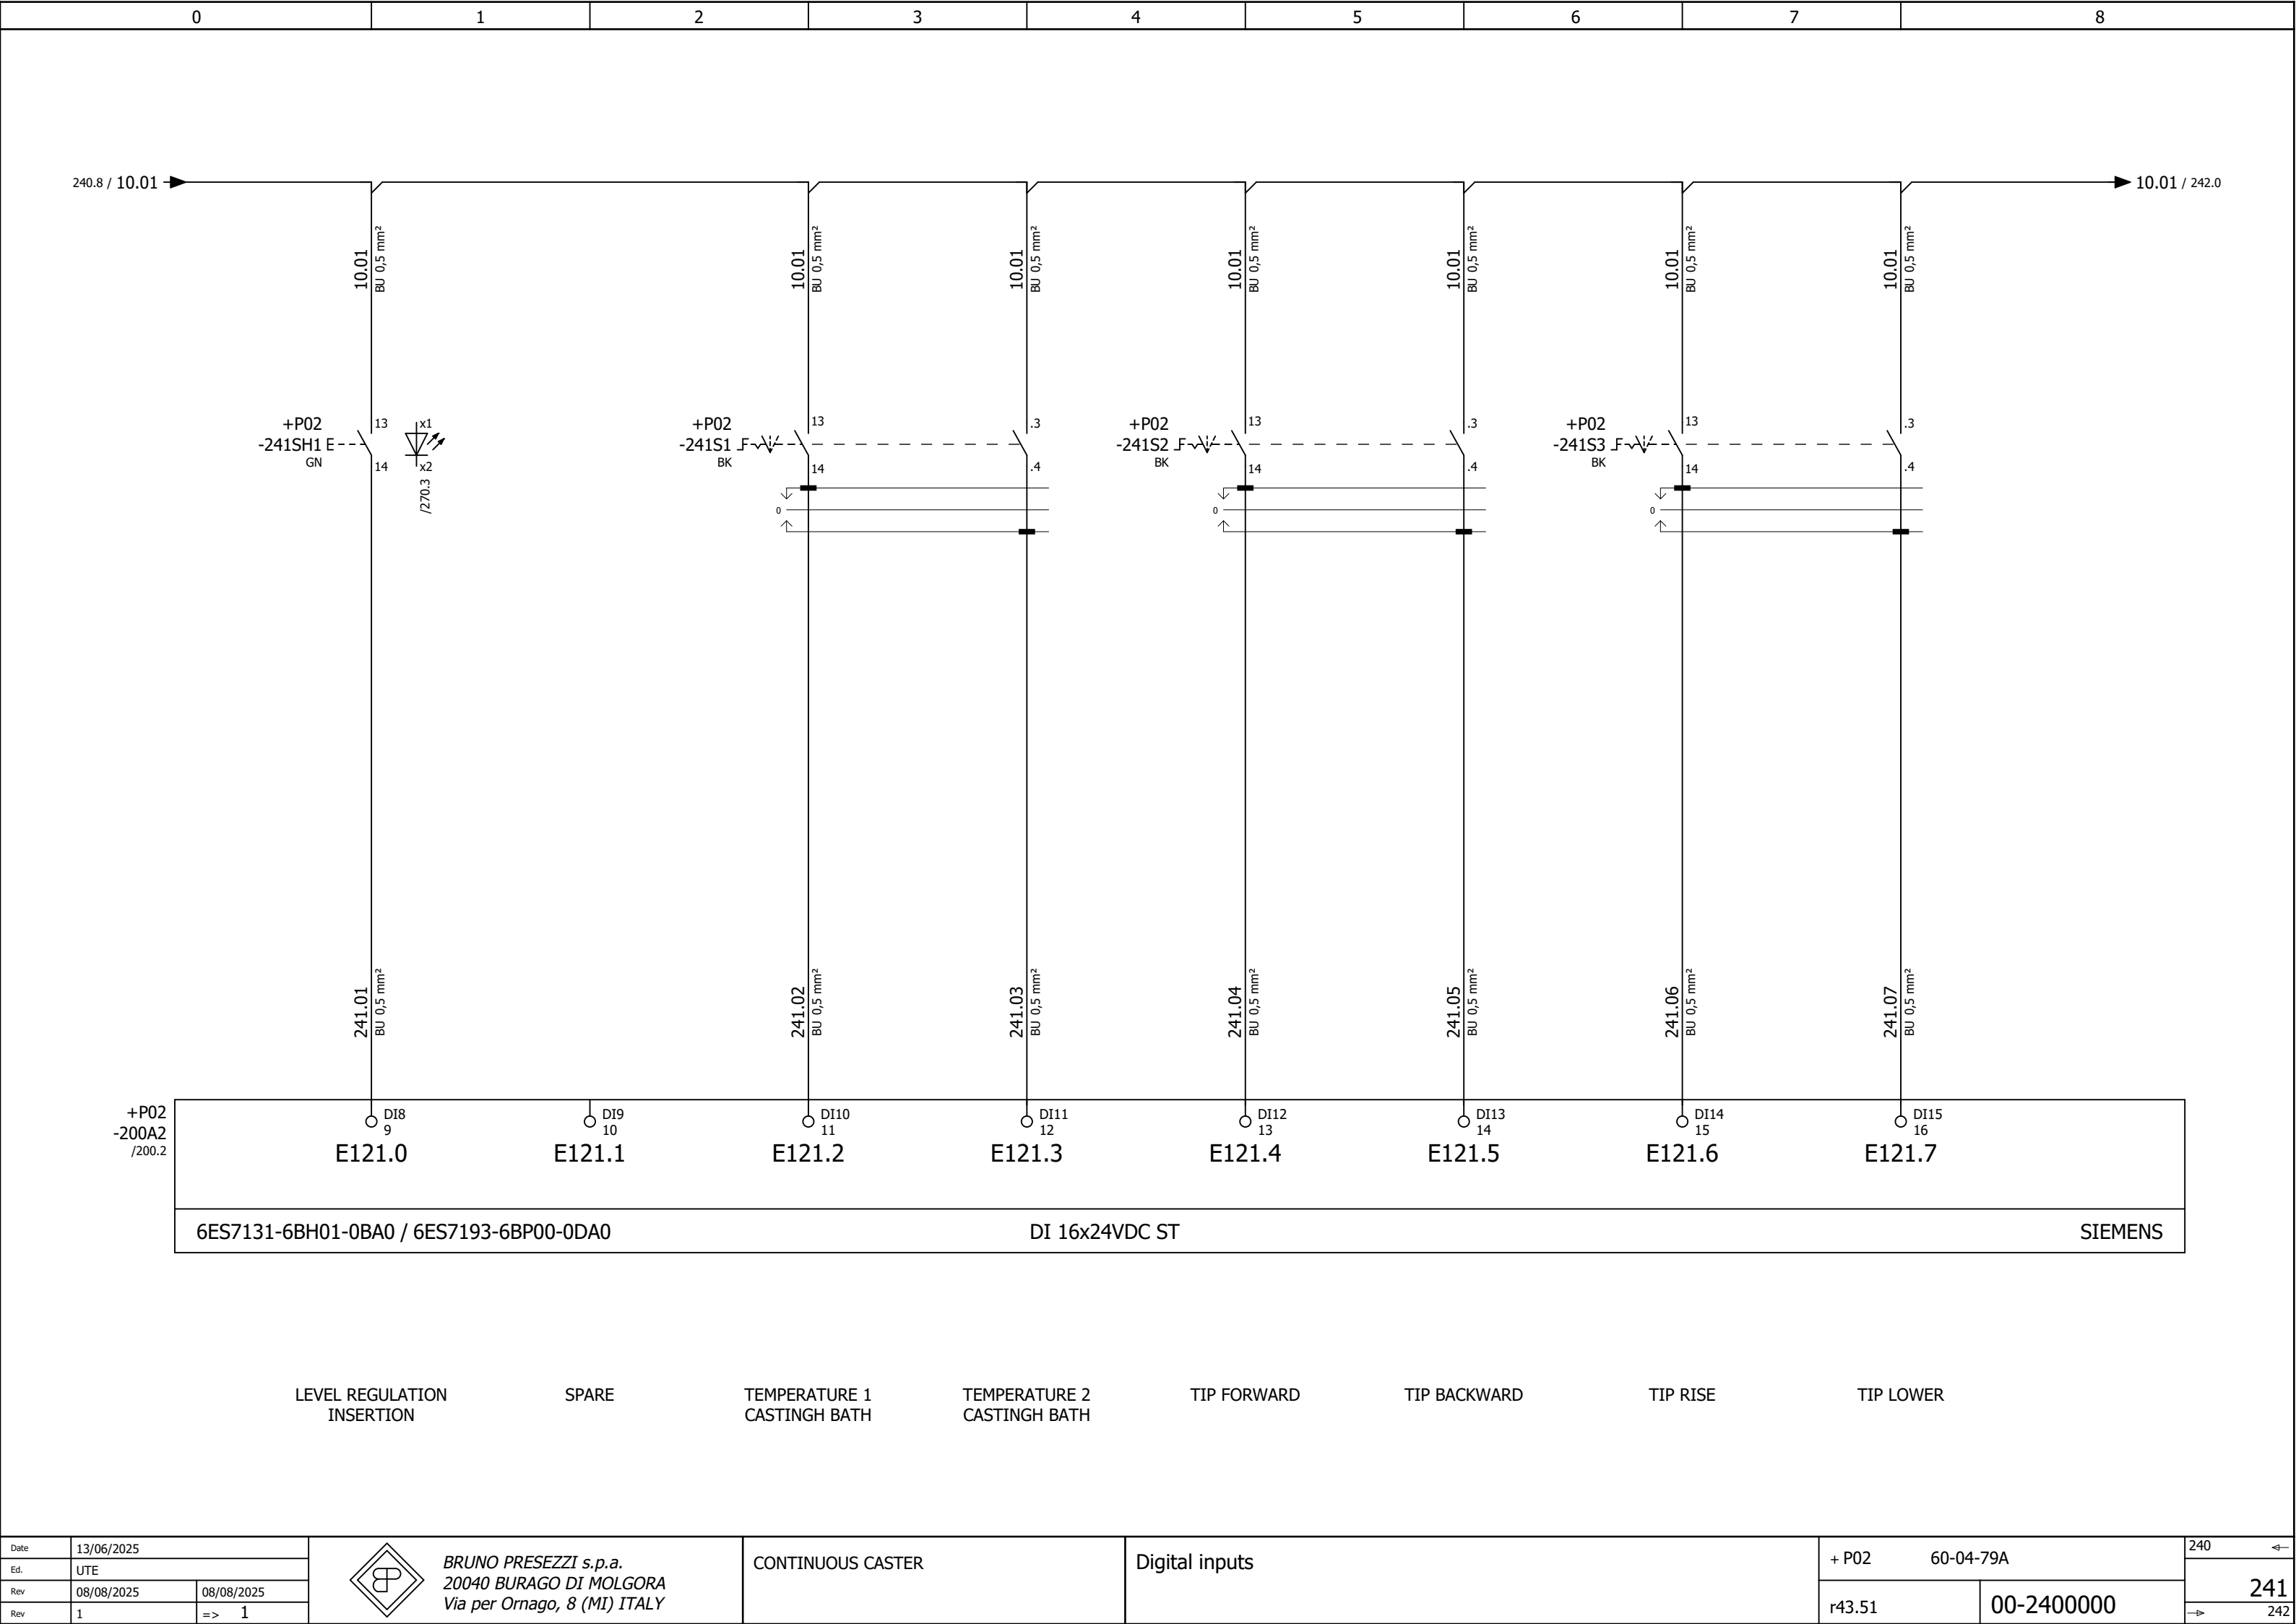 0 1 2 3 4 5 6 7 8
240.8 / 10.01
10.01 / 242.0
10.01 BU 0,5 mm²
10.01 BU 0,5 mm²
10.01 BU 0,5 mm²
10.01 BU 0,5 mm²
10.01 BU 0,5 mm²
10.01 BU 0,5 mm²
10.01 BU 0,5 mm²
+P02
-241SH1
GN
13
14
x1
x2
/270.3
+P02
-241S1
BK
13
14
.3
.4
0
+P02
-241S2
BK
13
14
.3
.4
0
+P02
-241S3
BK
13
14
.3
.4
0
241.01 BU 0,5 mm²
241.02 BU 0,5 mm²
241.03 BU 0,5 mm²
241.04 BU 0,5 mm²
241.05 BU 0,5 mm²
241.06 BU 0,5 mm²
241.07 BU 0,5 mm²
+P02
-200A2
/200.2
DI8 DI9 DI10 DI11 DI12 DI13 DI14 DI15
9 10 11 12 13 14 15 16
E121.0 E121.1 E121.2 E121.3 E121.4 E121.5 E121.6 E121.7
6ES7131-6BH01-0BA0 / 6ES7193-6BP00-0DA0 DI 16x24VDC ST SIEMENS
LEVEL REGULATION
INSERTION
SPARE
TEMPERATURE 1
CASTINGH BATH
TEMPERATURE 2
CASTINGH BATH
TIP FORWARD
TIP BACKWARD
TIP RISE
TIP LOWER
Date 13/06/2025
Ed. UTE
Rev 08/08/2025 08/08/2025
Rev 1 => 1
BRUNO PRESEZZI s.p.a.
20040 BURAGO DI MOLGORA
Via per Ornago, 8 (MI) ITALY
CONTINUOUS CASTER
Digital inputs
+ P02 60-04-79A
r43.51 00-2400000
240
241
242